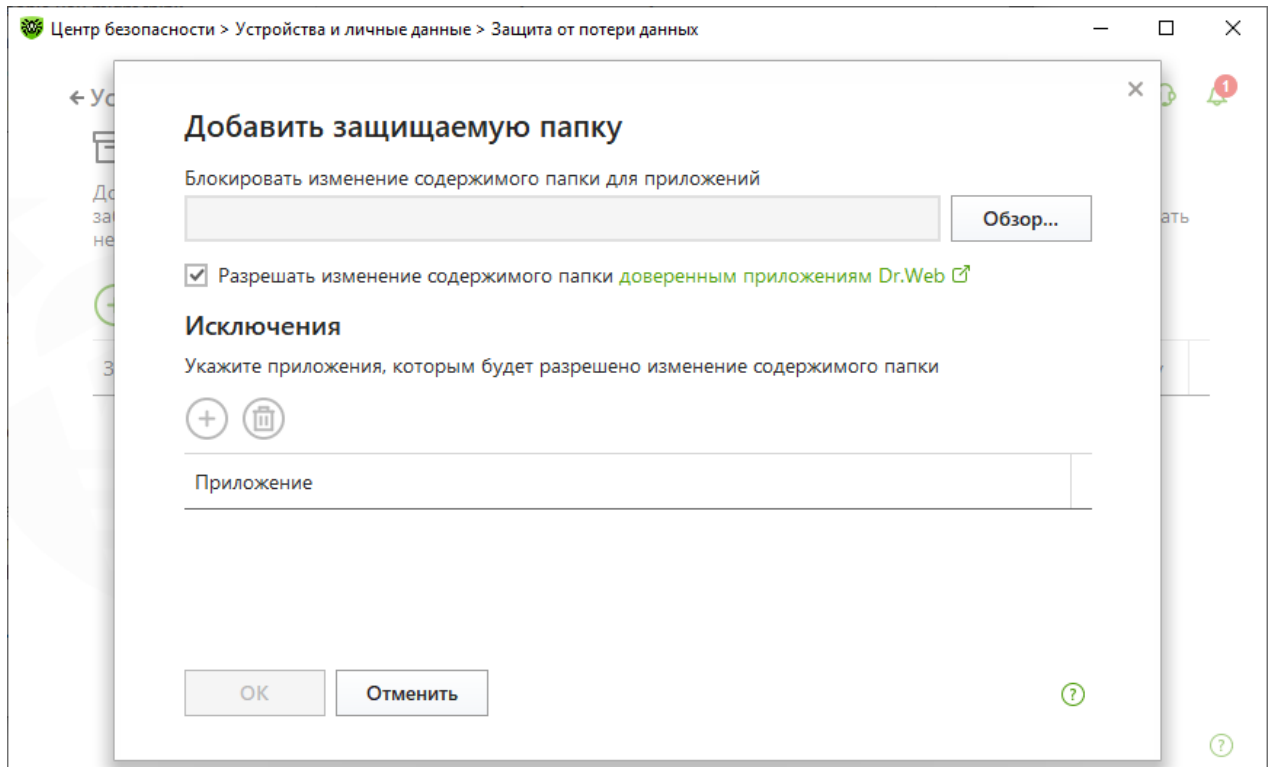 Центр безопасности > Устройства и личные данные > Защита от потери данных
1
Добавить защищаемую папку
Блокировать изменение содержимого папки для приложений
Обзор...
Разрешать изменение содержимого папки доверенным приложениям Dr.Web
Исключения
Укажите приложения, которым будет разрешено изменение содержимого папки
Приложение
ОК
Отменить
?
?